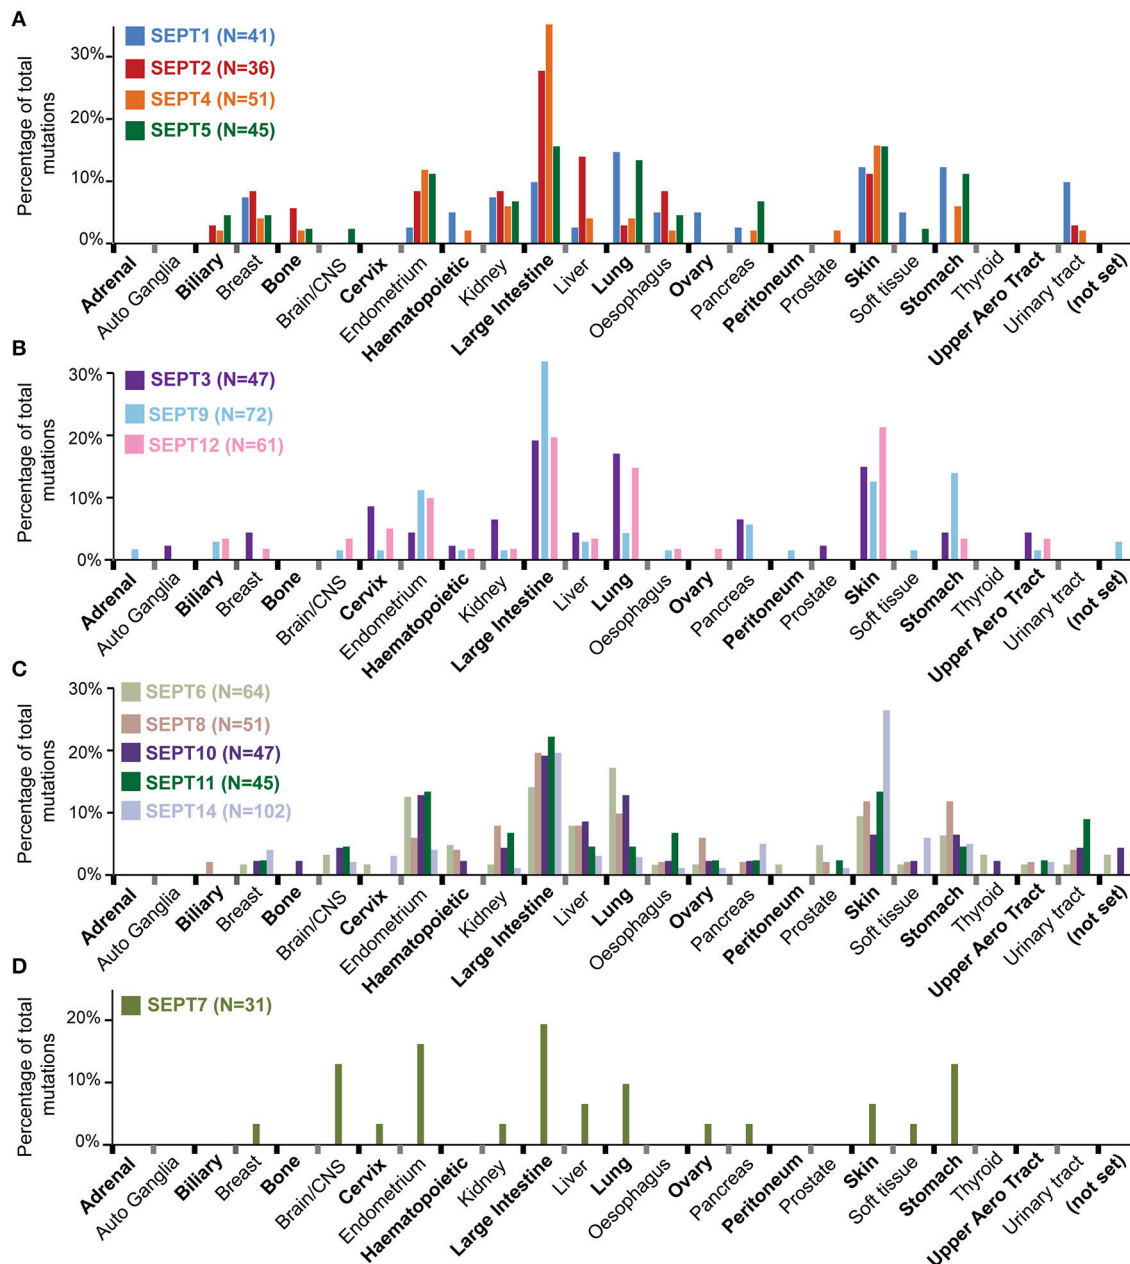 A
Percentage of total
mutations
30%
20%
10%
0%
SEPT1 (N=41)
SEPT2 (N=36)
SEPT4 (N=51)
SEPT5 (N=45)
Adrenal
Auto Ganglia
Biliary
Breast
Bone
Brain/CNS
Cervix
Endometrium
Haematopoietic
Kidney
Large Intestine
Liver
Lung
Oesophagus
Ovary
Pancreas
Peritoneum
Prostate
Skin
Soft tissue
Stomach
Thyroid
Upper Aero Tract
Urinary tract
(not set)
B
Percentage of total
mutations
30%
20%
10%
0%
SEPT3 (N=47)
SEPT9 (N=72)
SEPT12 (N=61)
Adrenal
Auto Ganglia
Biliary
Breast
Bone
Brain/CNS
Cervix
Endometrium
Haematopoietic
Kidney
Large Intestine
Liver
Lung
Oesophagus
Ovary
Pancreas
Peritoneum
Prostate
Skin
Soft tissue
Stomach
Thyroid
Upper Aero Tract
Urinary tract
(not set)
C
Percentage of total
mutations
30%
20%
10%
0%
SEPT6 (N=64)
SEPT8 (N=51)
SEPT10 (N=47)
SEPT11 (N=45)
SEPT14 (N=102)
Adrenal
Auto Ganglia
Biliary
Breast
Bone
Brain/CNS
Cervix
Endometrium
Haematopoietic
Kidney
Large Intestine
Liver
Lung
Oesophagus
Ovary
Pancreas
Peritoneum
Prostate
Skin
Soft tissue
Stomach
Thyroid
Upper Aero Tract
Urinary tract
(not set)
D
Percentage of total
mutations
20%
10%
0%
SEPT7 (N=31)
Adrenal
Auto Ganglia
Biliary
Breast
Bone
Brain/CNS
Cervix
Endometrium
Haematopoietic
Kidney
Large Intestine
Liver
Lung
Oesophagus
Ovary
Pancreas
Peritoneum
Prostate
Skin
Soft tissue
Stomach
Thyroid
Upper Aero Tract
Urinary tract
(not set)